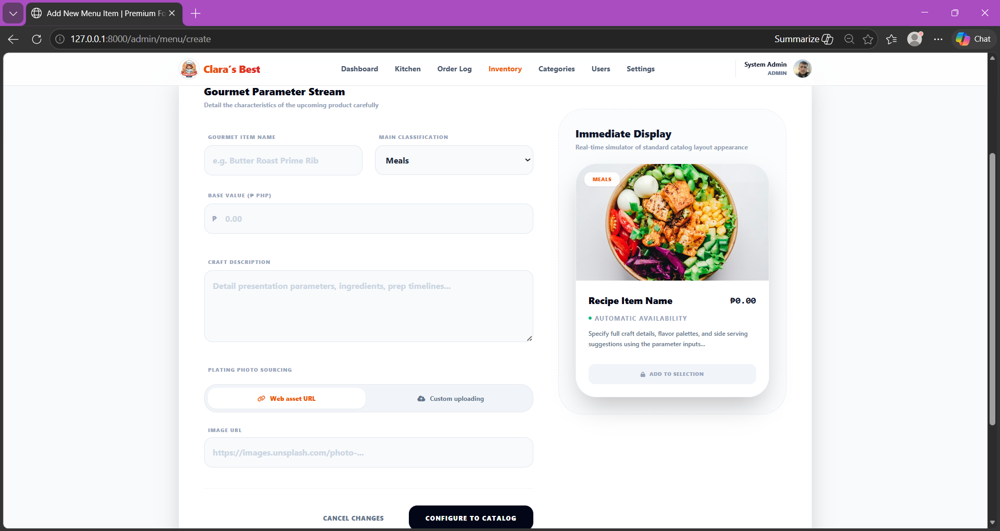 Add New Menu Item | Premium Fo
127.0.0.1:8000/admin/menu/create
Summarize
Chat
Clara's Best
Dashboard
Kitchen
Order Log
Inventory
Categories
Users
Settings
System Admin
ADMIN
Gourmet Parameter Stream
Detail the characteristics of the upcoming product carefully
GOURMET ITEM NAME
MAIN CLASSIFICATION
e.g. Butter Roast Prime Rib
Meals
BASE VALUE (₱ PHP)
₱ 0.00
CRAFT DESCRIPTION
Detail presentation parameters, ingredients, prep timelines...
PLATING PHOTO SOURCING
Web asset URL
Custom uploading
IMAGE URL
https://images.unsplash.com/photo-...
CANCEL CHANGES
CONFIGURE TO CATALOG
Immediate Display
Real-time simulator of standard catalog layout appearance
MEALS
Recipe Item Name
₱0.00
AUTOMATIC AVAILABILITY
Specify full craft details, flavor palettes, and side serving
suggestions using the parameter inputs...
ADD TO SELECTION